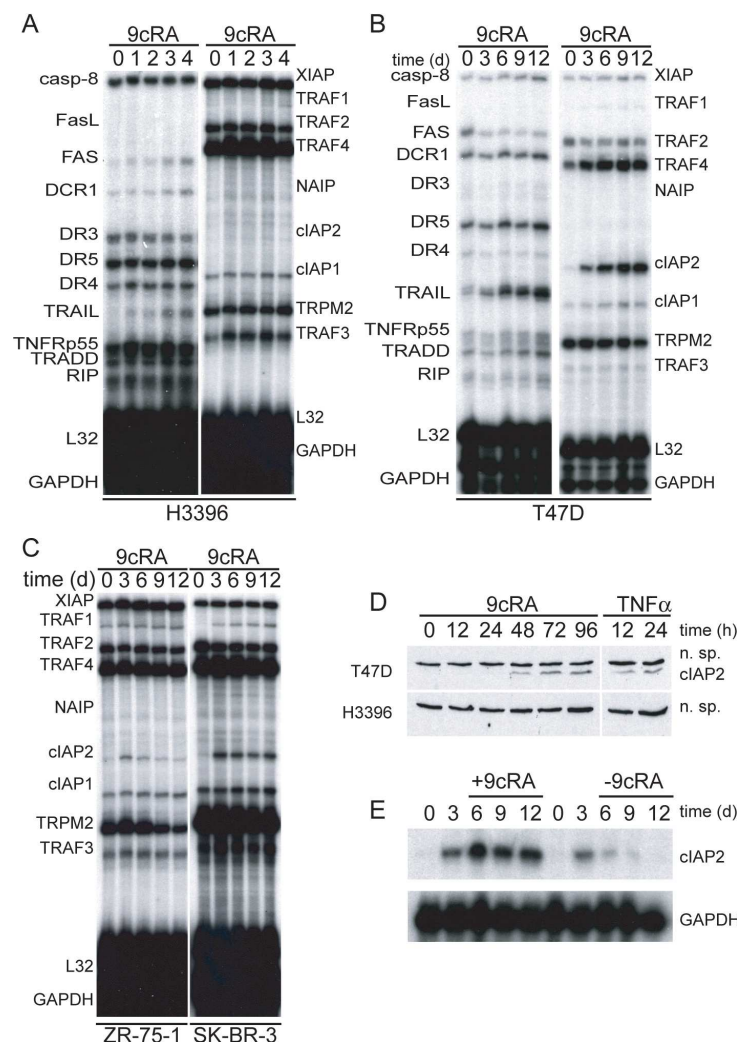 A
9cRA
0 1 2 3 4
9cRA
0 1 2 3 4
casp-8
FasL
FAS
DCR1
DR3
DR5
DR4
TRAIL
TNFRp55
TRADD
RIP
L32
GAPDH
XIAP
TRAF1
TRAF2
TRAF4
NAIP
cIAP2
cIAP1
TRPM2
TRAF3
L32
GAPDH
H3396
B
9cRA
9cRA
time (d) 0 3 6 9 12
0 3 6 9 12
casp-8
FasL
FAS
DCR1
DR3
DR5
DR4
TRAIL
TNFRp55
TRADD
RIP
L32
GAPDH
XIAP
TRAF1
TRAF2
TRAF4
NAIP
cIAP2
cIAP1
TRPM2
TRAF3
L32
GAPDH
T47D
C
9cRA
9cRA
time (d) 0 3 6 9 12
0 3 6 9 12
XIAP
TRAF1
TRAF2
TRAF4
NAIP
cIAP2
cIAP1
TRPM2
TRAF3
L32
GAPDH
ZR-75-1
SK-BR-3
D
9cRA
TNFα
0 12 24 48 72 96
12 24
time (h)
T47D
n. sp.
cIAP2
H3396
n. sp.
E
+9cRA
-9cRA
0 3 6 9 12 0 3 6 9 12
time (d)
cIAP2
GAPDH